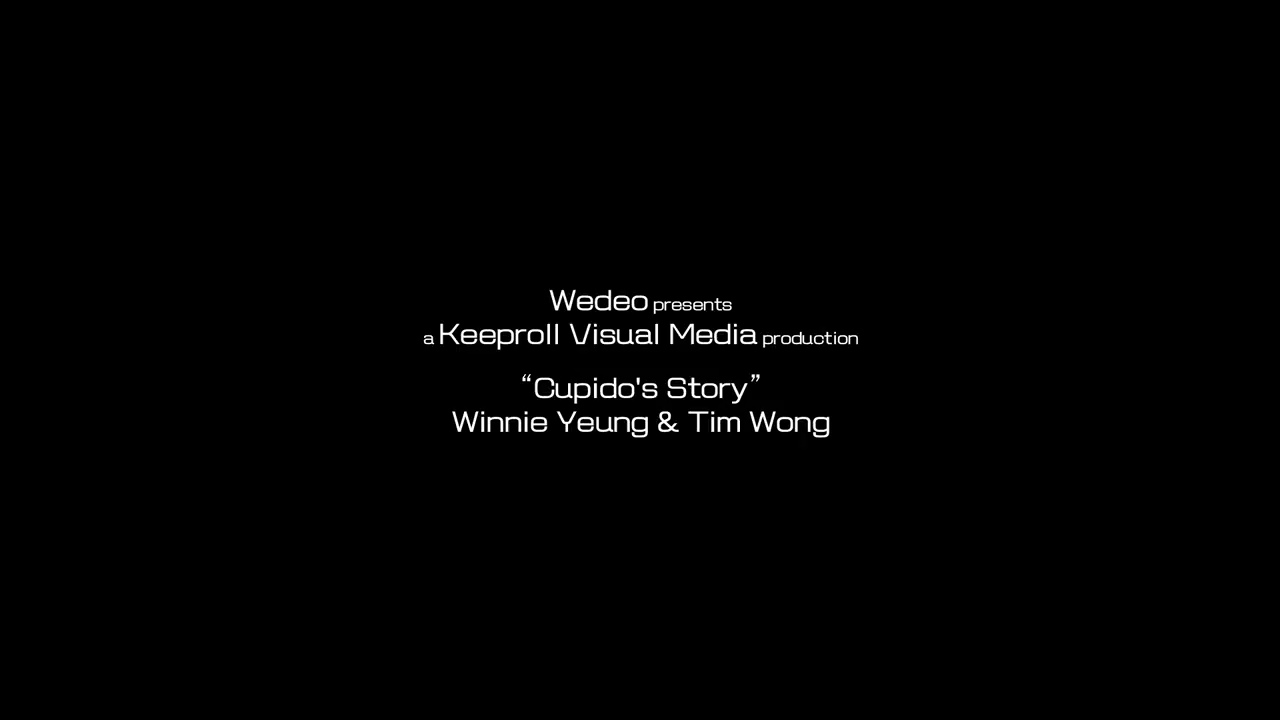 Wedeo presents
a Keeproll Visual Media production
“Cupido's Story”
Winnie Yeung & Tim Wong